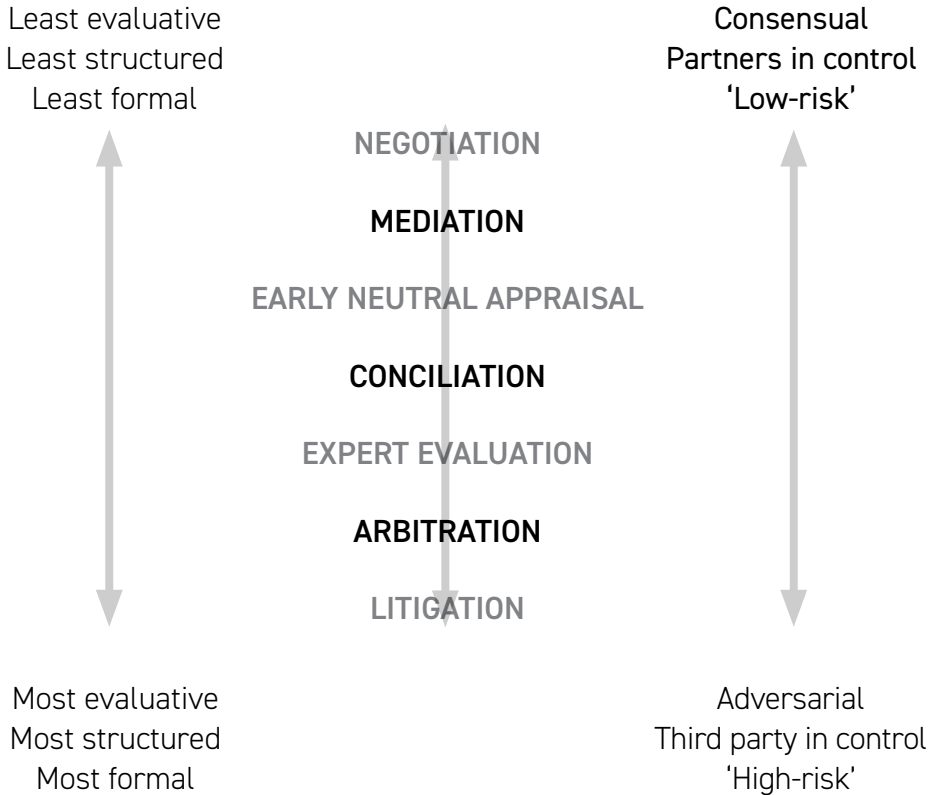 Least evaluative
Least structured
Least formal
Consensual
Partners in control
‘Low-risk’
NEGOTIATION
MEDIATION
EARLY NEUTRAL APPRAISAL
CONCILIATION
EXPERT EVALUATION
ARBITRATION
LITIGATION
Most evaluative
Most structured
Most formal
Adversarial
Third party in control
‘High-risk’